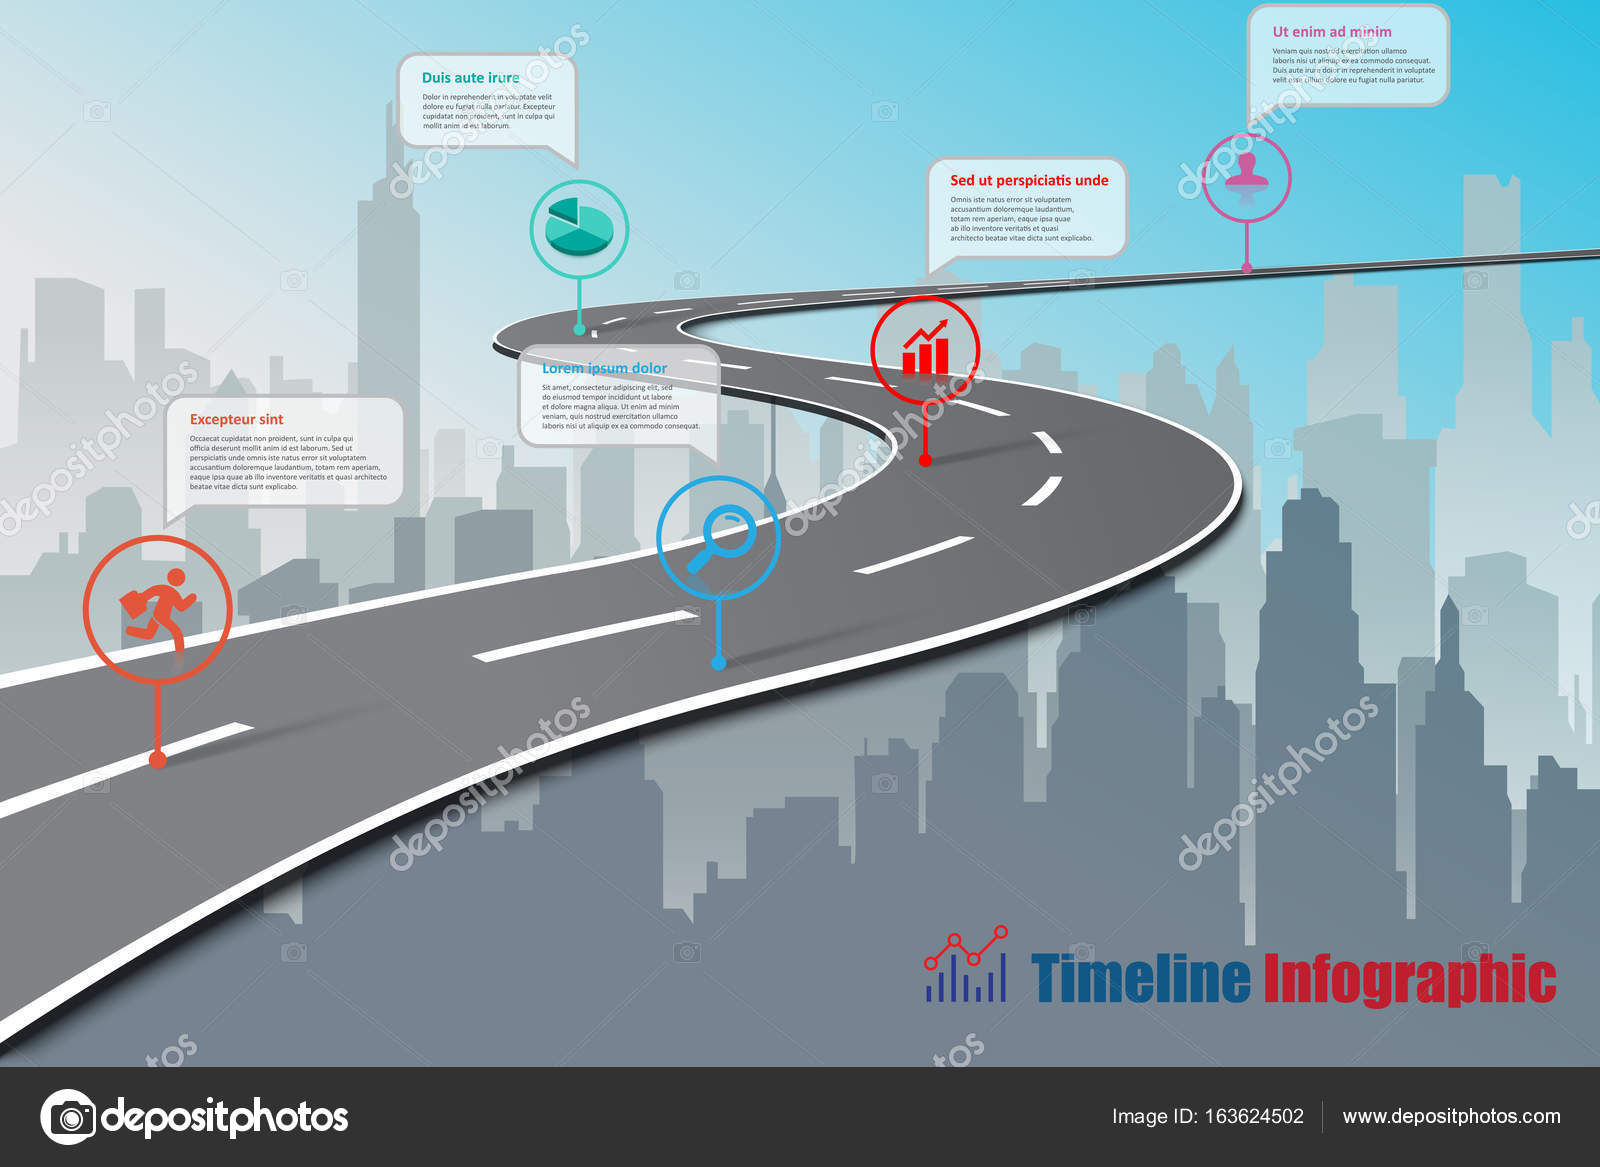 Ut enim ad minim
Veniam quis nostrud exercitation ullamco
laboris nisi ut aliquip ex ea commodo consequat.
Duis aute irure dolor in reprehenderit in voluptate
velit esse cillum dolore eu fugiat nulla pariatur.
Duis aute irure
Dolor in reprehenderit in voluptate velit
dolore eu fugiat nulla pariatur. Excepteur
cupidatat non proident, sunt in culpa qui
mollit anim id est laborum.
Sed ut perspiciatis unde
Omnis iste natus error sit voluptatem
accusantium doloremque laudantium,
totam rem aperiam, eaque ipsa quae
ab illo inventore veritatis et quasi
architecto beatae vitae dicta sunt explicabo.
Lorem ipsum dolor
Sit amet, consectetur adipiscing elit, sed
do eiusmod tempor incididunt ut labore
et dolore magna aliqua. Ut enim ad minim
veniam, quis nostrud exercitation ullamco
laboris nisi ut aliquip ex ea commodo consequat.
Excepteur sint
Occaecat cupidatat non proident, sunt in culpa qui
officia deserunt mollit anim id est laborum. Sed ut
perspiciatis unde omnis iste natus error sit voluptatem
accusantium doloremque laudantium, totam rem aperiam,
eaque ipsa quae ab illo inventore veritatis et quasi architecto
beatae vitae dicta sunt explicabo.
Timeline Infographic
depositphotos
Image ID: 163624502
www.depositphotos.com